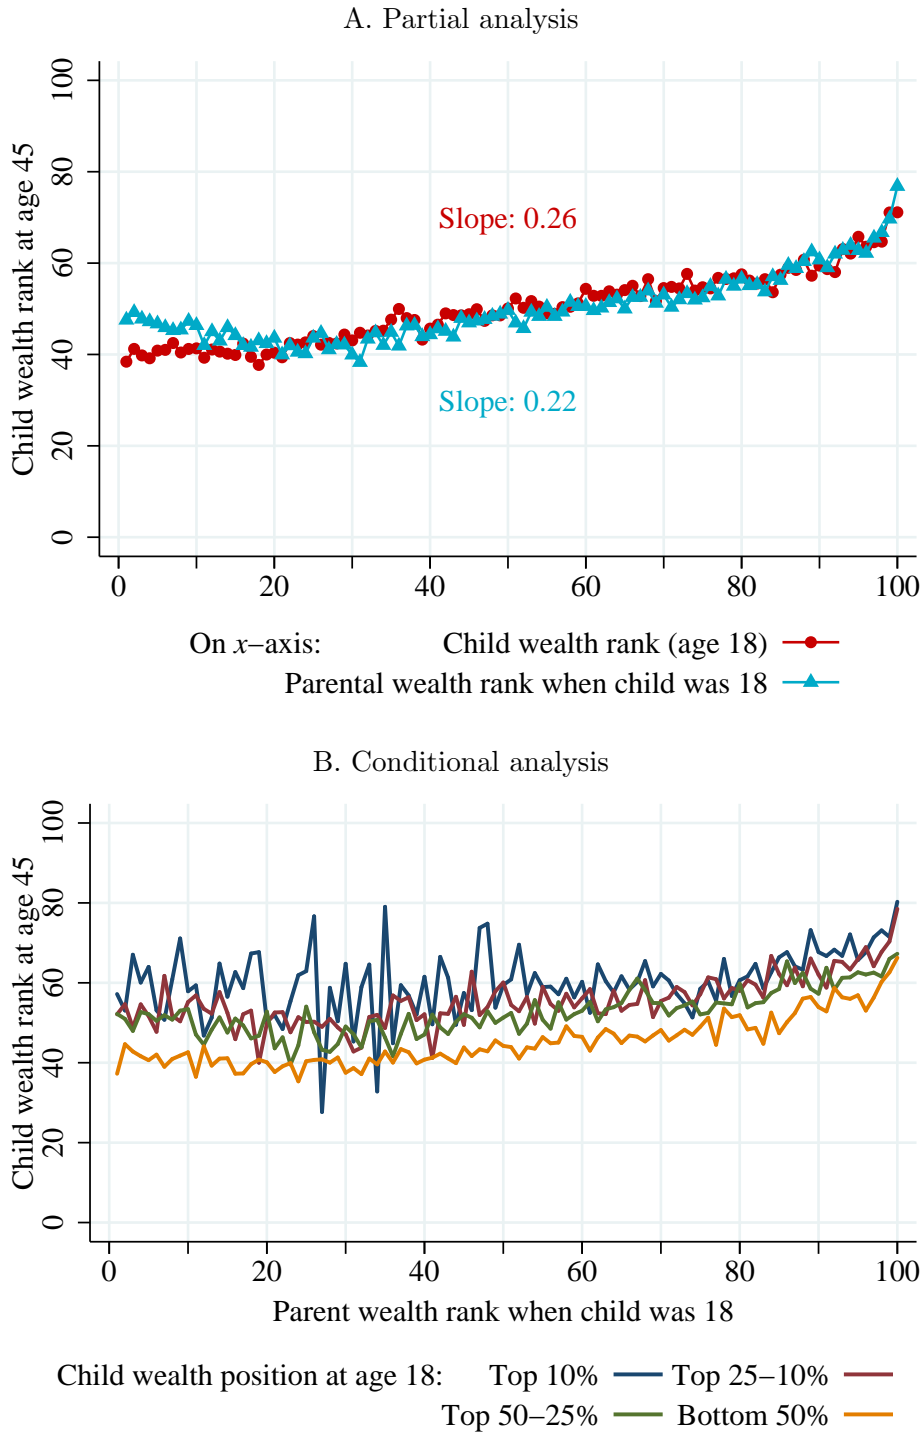 A. Partial analysis
Child wealth rank at age 45
100
80
60
40
20
0
Slope: 0.26
Slope: 0.22
0 20 40 60 80 100
On x−axis: Child wealth rank (age 18)
Parental wealth rank when child was 18
B. Conditional analysis
Child wealth rank at age 45
100
80
60
40
20
0
0 20 40 60 80 100
Parent wealth rank when child was 18
Child wealth position at age 18: Top 10% Top 25−10%
Top 50−25% Bottom 50%